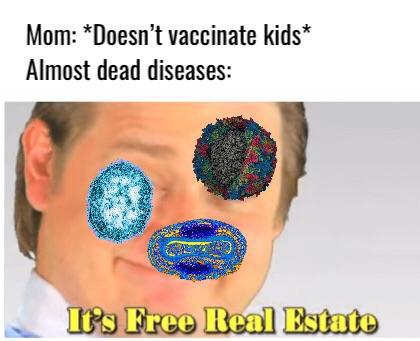 Mom: *Doesn't vaccinate kids*
Almost dead diseases:
It's Free Real Estate